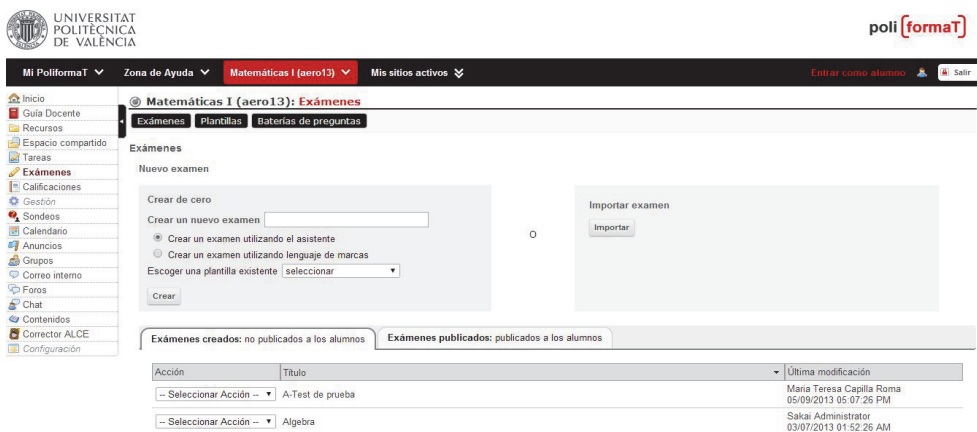 UNIVERSITAT
POLITÈCNICA
DE VALÈNCIA
poli [formaT]
Mi PoliformaT Zona de Ayuda Matemáticas I (aero13) Mis sitios activos Entrar como alumno Salir
Inicio
Guía Docente
Recursos
Espacio compartido
Tareas
Exámenes
Calificaciones
Gestión
Sondeos
Calendario
Anuncios
Grupos
Correo interno
Foros
Chat
Contenidos
Corrector ALCE
Configuración
Matemáticas I (aero13): Exámenes
Exámenes Plantillas Baterías de preguntas
Exámenes
Nuevo examen
Crear de cero
Crear un nuevo examen
Crear un examen utilizando el asistente
Crear un examen utilizando lenguaje de marcas
Escoger una plantilla existente seleccionar
Crear
O
Importar examen
Importar
Exámenes creados: no publicados a los alumnos Exámenes publicados: publicados a los alumnos
Acción Título Última modificación
-- Seleccionar Acción -- A-Test de prueba Maria Teresa Capilla Roma
05/09/2013 05:07:26 PM
-- Seleccionar Acción -- Algebra Sakai Administrator
03/07/2013 01:52:26 AM